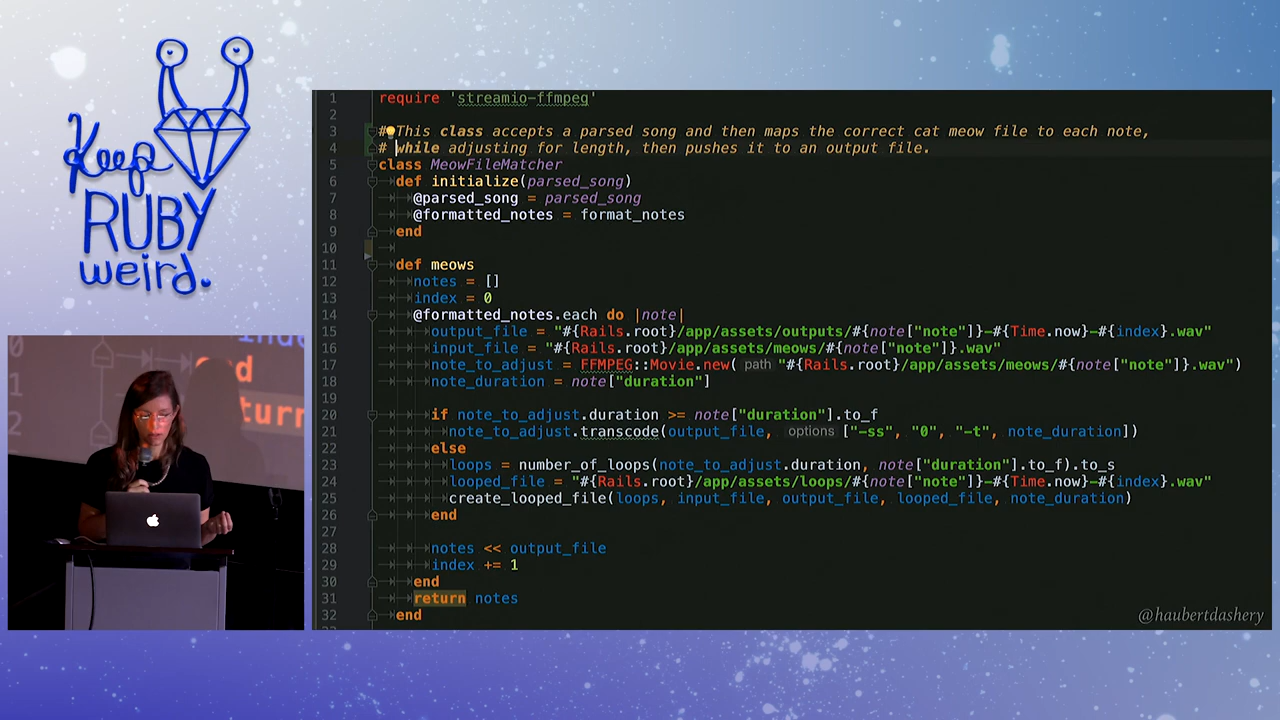 Keep
RUBY
weird.
1 require 'streamio-ffmpeg'
2
3 # This class accepts a parsed song and then maps the correct cat meow file to each note,
4 # while adjusting for length, then pushes it to an output file.
5 class MeowFileMatcher
6 def initialize(parsed_song)
7 @parsed_song = parsed_song
8 @formatted_notes = format_notes
9 end
10
11 def meows
12 notes = []
13 index = 0
14 @formatted_notes.each do |note|
15 output_file = "#{Rails.root}/app/assets/outputs/#{note["note"]}-#{Time.now}-#{index}.wav"
16 input_file = "#{Rails.root}/app/assets/meows/#{note["note"]}.wav"
17 note_to_adjust = FFMPEG::Movie.new( path "#{Rails.root}/app/assets/meows/#{note["note"]}.wav")
18 note_duration = note["duration"]
19
20 if note_to_adjust.duration >= note["duration"].to_f
21 note_to_adjust.transcode(output_file, options ["-ss", "0", "-t", note_duration])
22 else
23 loops = number_of_loops(note_to_adjust.duration, note["duration"].to_f).to_s
24 looped_file = "#{Rails.root}/app/assets/loops/#{note["note"]}-#{Time.now}-#{index}.wav"
25 create_looped_file(loops, input_file, output_file, looped_file, note_duration)
26 end
27
28 notes << output_file
29 index += 1
30 end
31 return notes
32 end
@haubertdashery